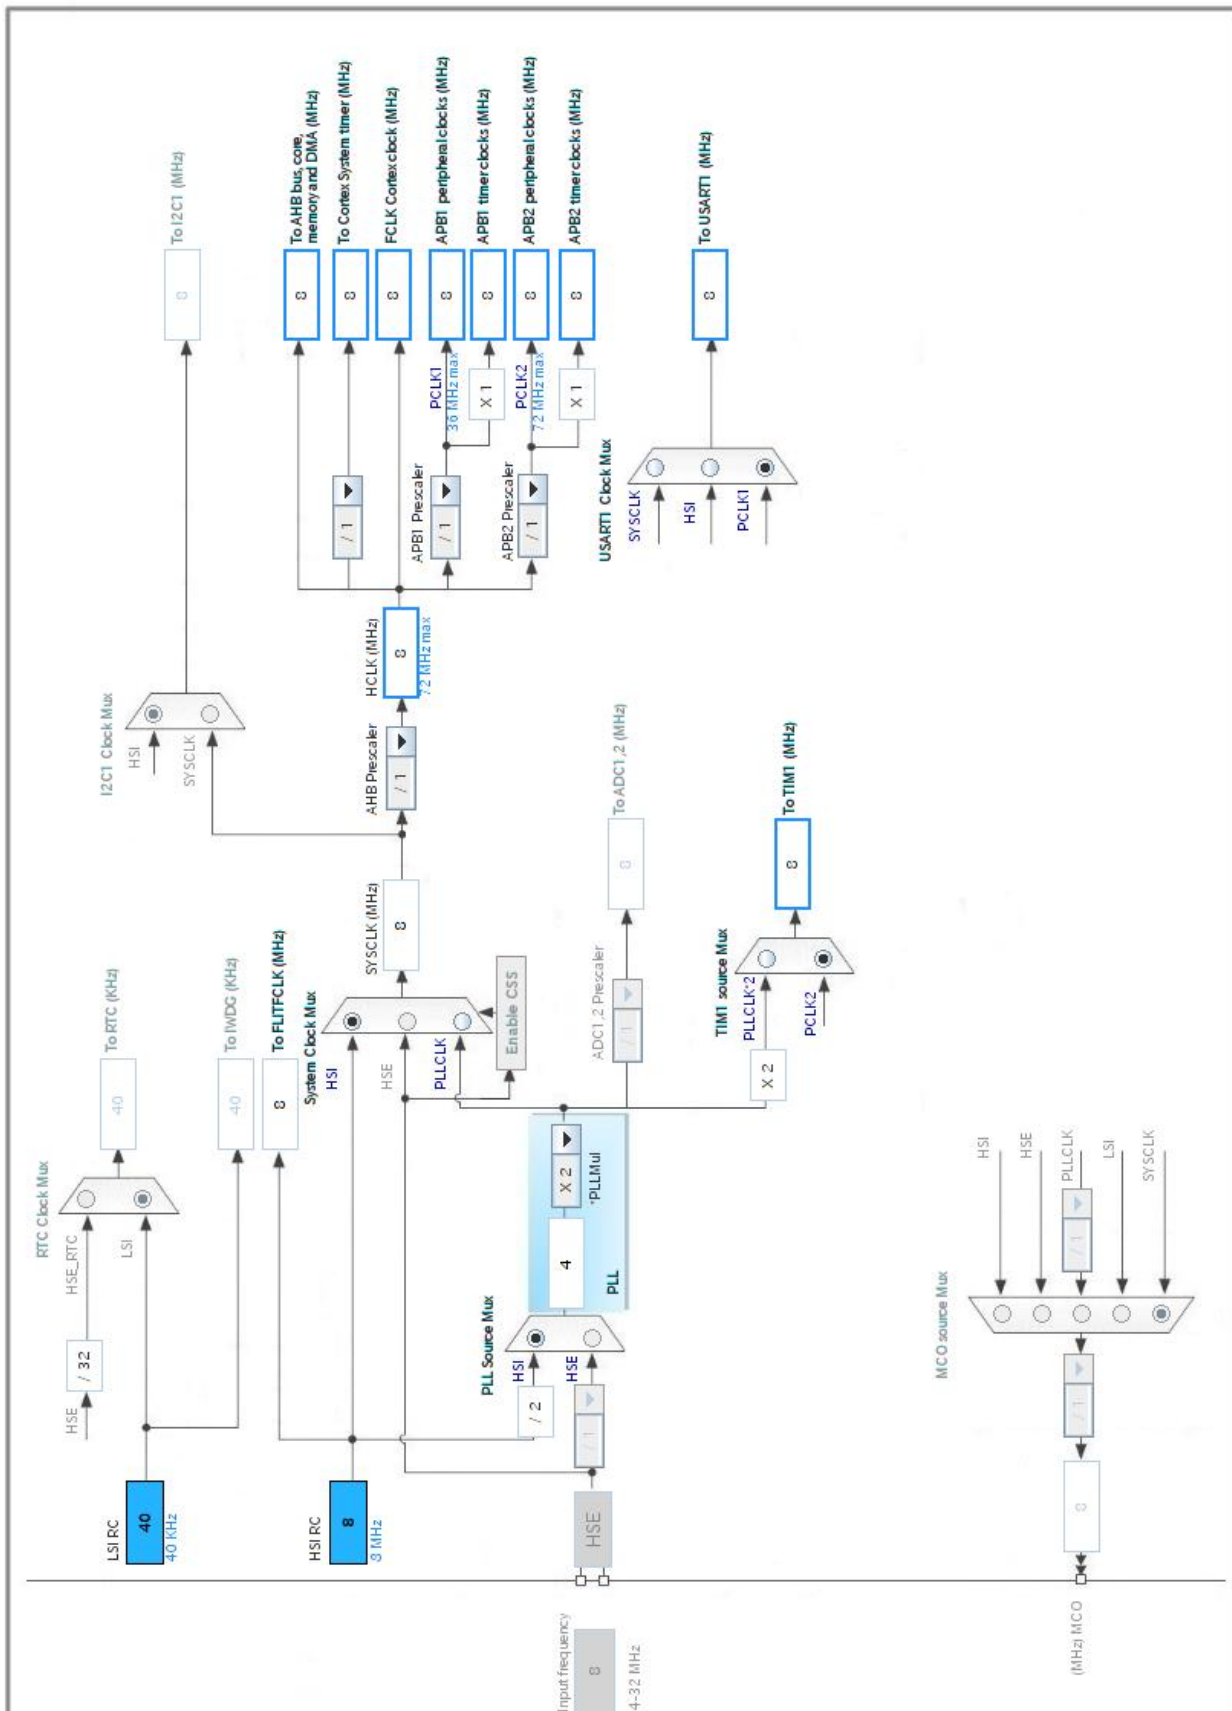 RTC Clock Mux
HSE
/ 32
HSE_RTC
LSI
40
To RTC (KHz)
LSI RC
40
40 KHz
40
To IWDG (KHz)
8
To FLITFCLK (MHz)
HSI RC
8
8 MHz
I2C1 Clock Mux
HSI
SYSCLK
8
To I2C1 (MHz)
System Clock Mux
HSI
HSE
PLLCLK
Enable CSS
SYSCLK (MHz)
8
AHB Prescaler
/ 1
HCLK (MHz)
8
72 MHz max
8
To AHB bus, core,
memory and DMA (MHz)
/ 1
8
To Cortex System timer (MHz)
8
FCLK Cortex clock (MHz)
APB1 Prescaler
/ 1
PCLK1
36 MHz max
8
APB1 peripheral clocks (MHz)
X 1
8
APB1 timer clocks (MHz)
APB2 Prescaler
/ 1
PCLK2
72 MHz max
8
APB2 peripheral clocks (MHz)
X 1
8
APB2 timer clocks (MHz)
PLL Source Mux
/ 2
HSI
HSE
/ 1
4
X 2
*PLLMul
PLL
Input frequency
8
4-32 MHz
HSE
ADC1,2 Prescaler
/ 1
8
To ADC1,2 (MHz)
USART1 Clock Mux
SYSCLK
HSI
PCLK1
8
To USART1 (MHz)
TIM1 source Mux
X 2
PLLCLK*2
PCLK2
8
To TIM1 (MHz)
MCO source Mux
(MHz) MCO
8
/ 1
/ 1
HSI
HSE
PLLCLK
LSI
SYSCLK